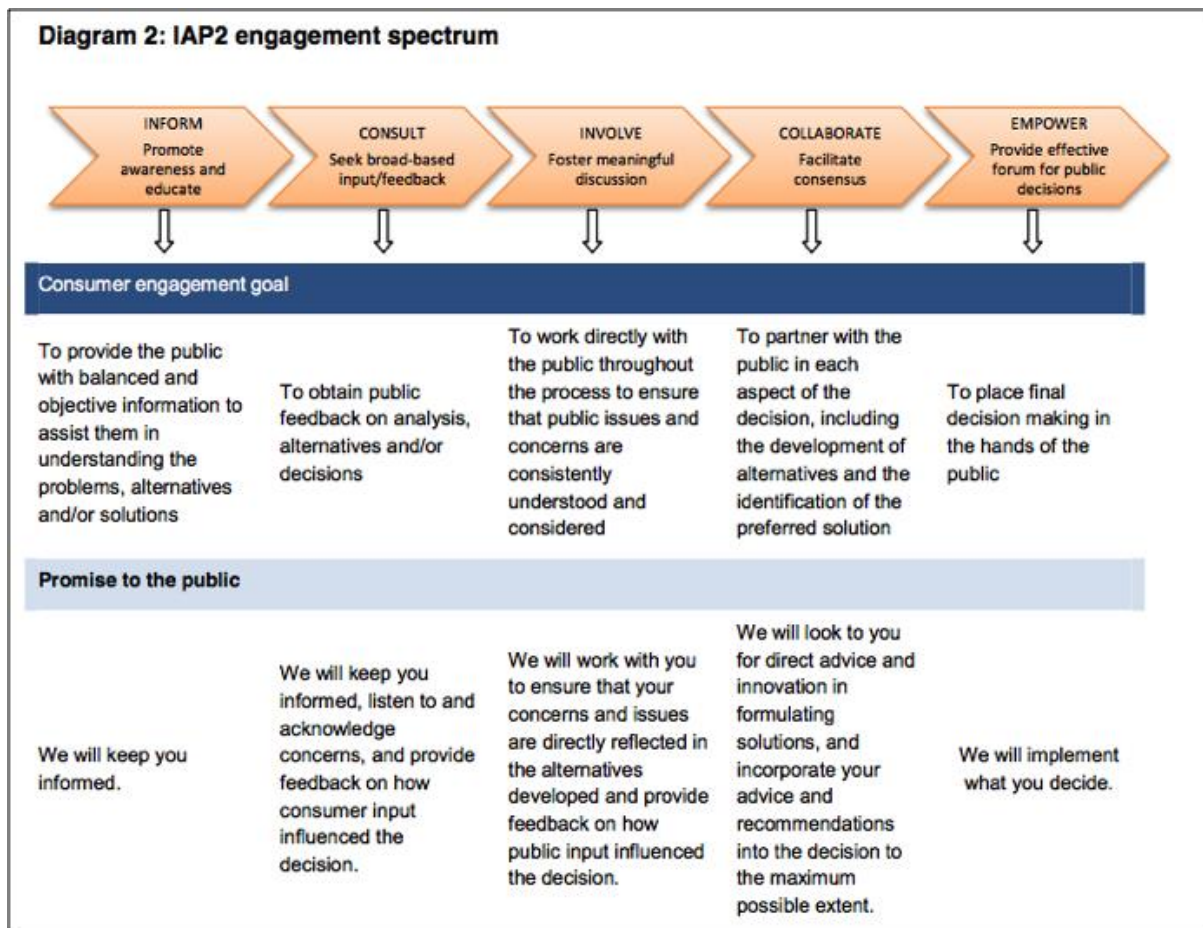 Diagram 2: IAP2 engagement spectrum
INFORM
Promote
awareness and
educate
CONSULT
Seek broad-based
input/feedback
INVOLVE
Foster meaningful
discussion
COLLABORATE
Facilitate
consensus
EMPOWER
Provide effective
forum for public
decisions
Consumer engagement goal
To provide the public
with balanced and
objective information to
assist them in
understanding the
problems, alternatives
and/or solutions
To obtain public
feedback on analysis,
alternatives and/or
decisions
To work directly with
the public throughout
the process to ensure
that public issues and
concerns are
consistently
understood and
considered
To partner with the
public in each
aspect of the
decision, including
the development of
alternatives and the
identification of the
preferred solution
To place final
decision making in
the hands of the
public
Promise to the public
We will keep you
informed.
We will keep you
informed, listen to and
acknowledge
concerns, and provide
feedback on how
consumer input
influenced the
decision.
We will work with you
to ensure that your
concerns and issues
are directly reflected in
the alternatives
developed and provide
feedback on how
public input influenced
the decision.
We will look to you
for direct advice and
innovation in
formulating
solutions, and
incorporate your
advice and
recommendations
into the decision to
the maximum
possible extent.
We will implement
what you decide.